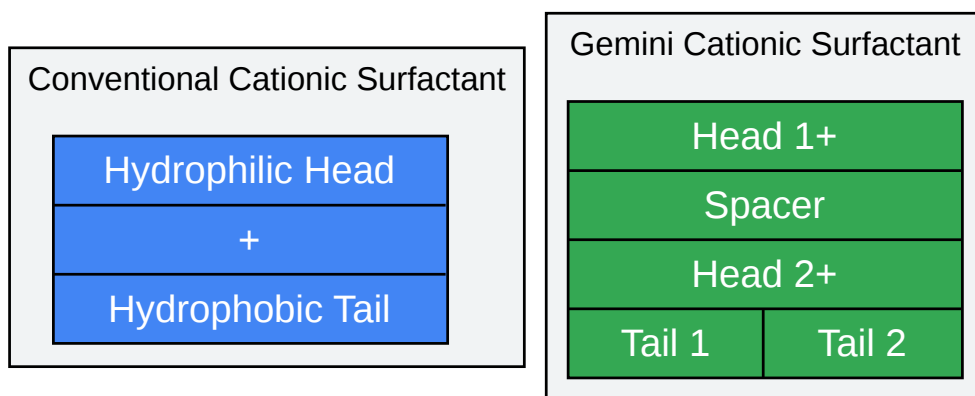 Conventional Cationic Surfactant
Hydrophilic Head
+
Hydrophobic Tail
Gemini Cationic Surfactant
Head 1+
Spacer
Head 2+
Tail 1
Tail 2